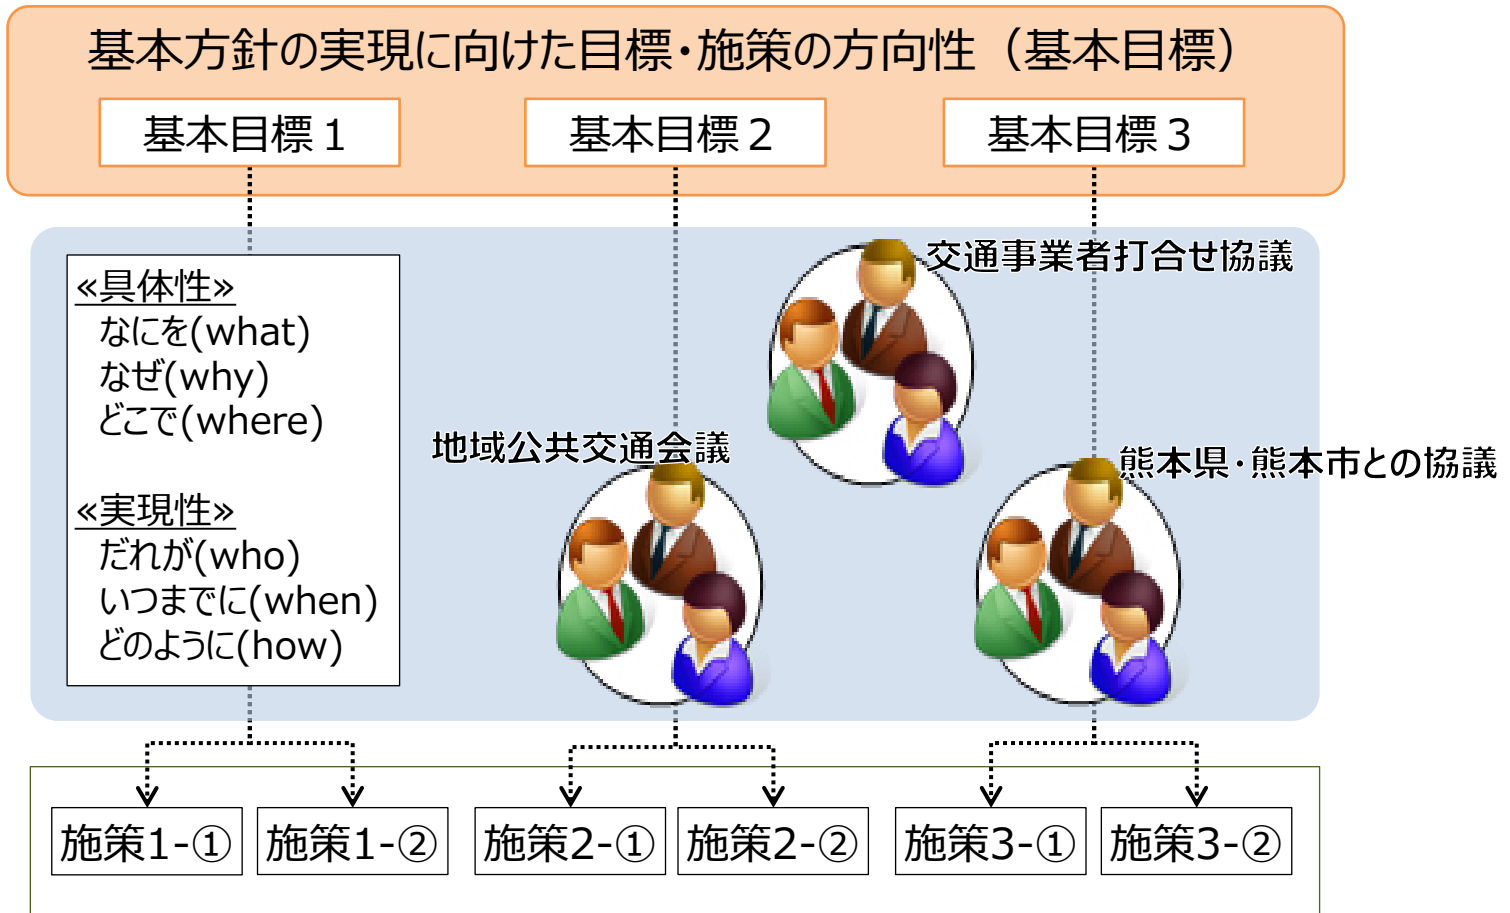 基本方針の実現に向けた目標・施策の方向性（基本目標）
基本目標１
基本目標２
基本目標３
≪具体性≫
なにを(what)
なぜ(why)
どこで(where)
≪実現性≫
だれが(who)
いつまでに(when)
どのように(how)
交通事業者打合せ協議
地域公共交通会議
熊本県・熊本市との協議
施策1-①
施策1-②
施策2-①
施策2-②
施策3-①
施策3-②